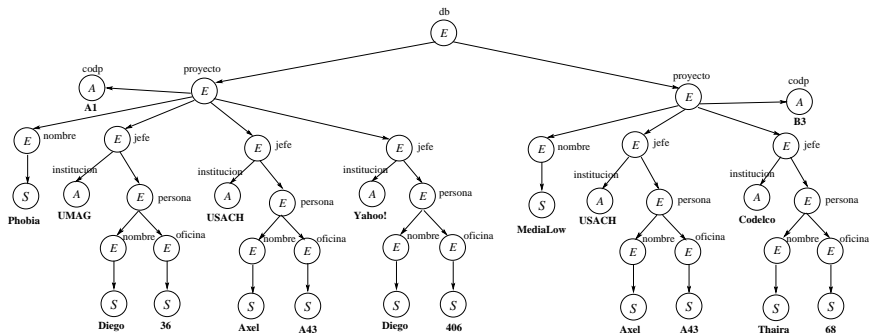 db
E
codp
proyecto
proyecto
codp
A
E
E
A
A1
B3
E nombre
E jefe
E jefe
E jefe
E nombre
E jefe
E jefe
institucion
institucion
institucion
institucion
institucion
S
A
E persona
A
E persona
A
E persona
S
A
E persona
A
E persona
Phobia
UMAG
USACH
Yahoo!
MediaLow
USACH
Codelco
nombre
oficina
nombre
oficina
nombre
oficina
nombre
oficina
nombre
oficina
E
E
E
E
E
E
E
E
E
E
S
S
S
S
S
S
S
S
S
S
Diego
36
Axel
A43
Diego
406
Axel
A43
Thaira
68